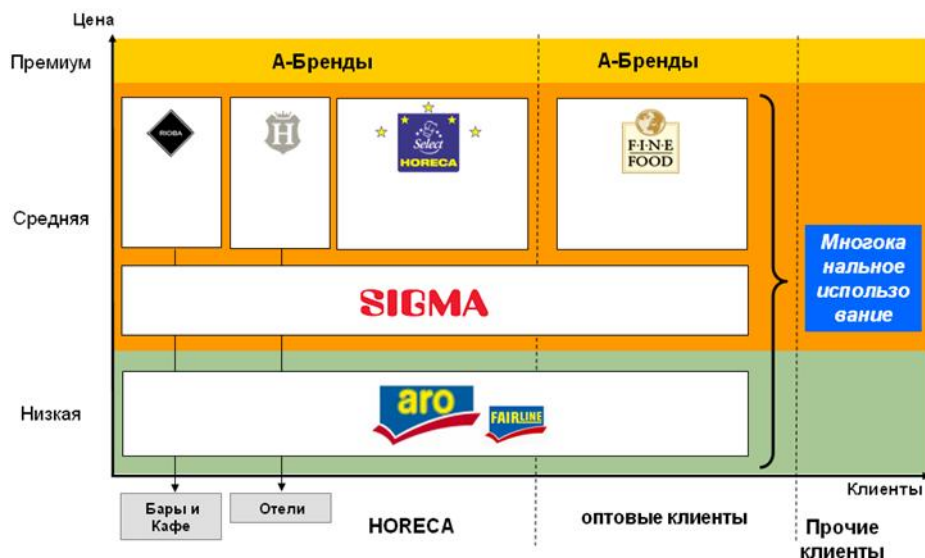 Цена
Премиум
А-Бренды
А-Бренды
RIOBA
H
Select
HORECA
F·I·N·E
FOOD
Средняя
Многока
нальное
использо
вание
SIGMA
Низкая
aro
FAIRLINE
Клиенты
Бары и
Кафе
Отели
HORECA
оптовые клиенты
Прочие
клиенты